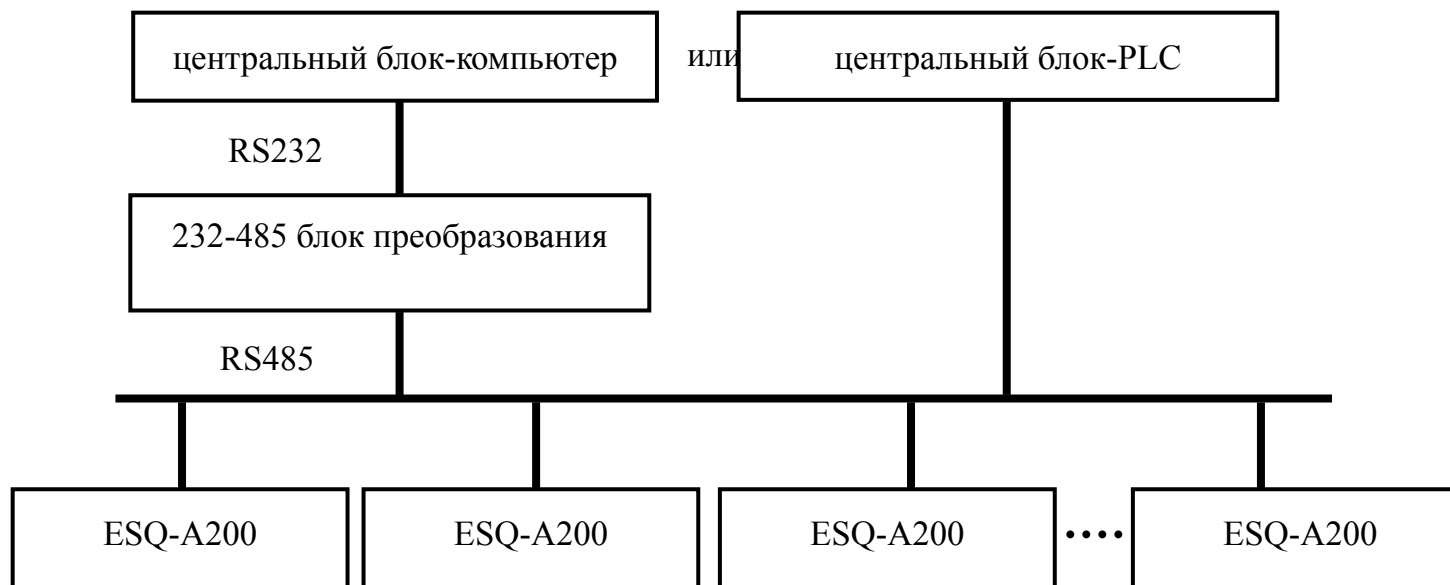 центральный блок-компьютер
или
центральный блок-PLC
RS232
232-485 блок преобразования
RS485
ESQ-A200
ESQ-A200
ESQ-A200
....
ESQ-A200